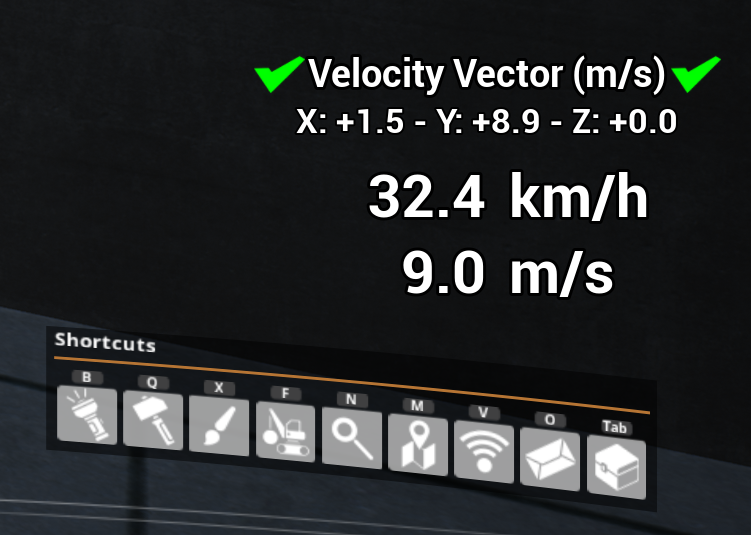 Velocity Vector (m/s)
X: +1.5 - Y: +8.9 - Z: +0.0
32.4 km/h
9.0 m/s
Shortcuts
B Q X F N M V O Tab